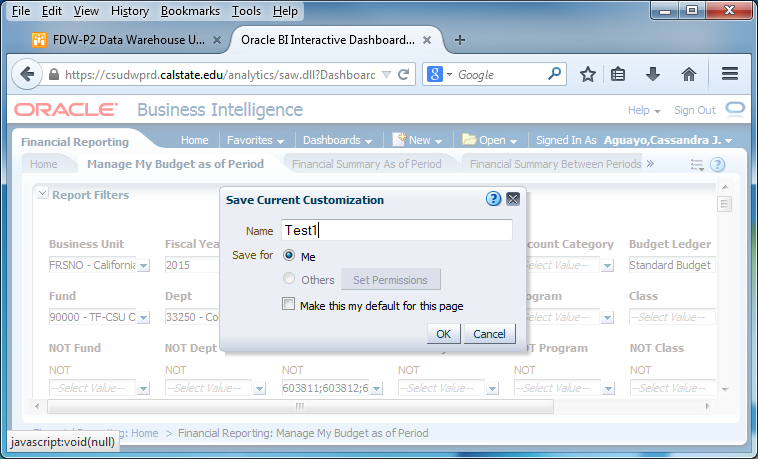 File Edit View History Bookmarks Tools Help
FDW-P2 Data Warehouse U... Oracle BI Interactive Dashboard...
https://csudwprd.calstate.edu/analytics/saw.dll?Dashboard Google
ORACLE Business Intelligence Help Sign Out
Financial Reporting Home Favorites Dashboards New Open Signed In As Aguayo,Cassandra J.
Home Manage My Budget as of Period Financial Summary As of Period Financial Summary Between Periods »
Report Filters
Save Current Customization
Name Test1
Save for Me
Others Set Permissions
Make this my default for this page
OK Cancel
Business Unit Fiscal Yea count Category Budget Ledger
FRSNO - California 2015 --Select Value-- Standard Budget
Fund Dept rogram Class
90000 - TF-CSU O 33250 - Co --Select Value-- --Select Value--
NOT Fund NOT Dept NOT Program NOT Class
NOT NOT NOT NOT NOT NOT
--Select Value-- --Select Value-- 603811;603812;6 --Select Value-- --Select Value-- --Select Value--
Financial Reporting: Home > Financial Reporting: Manage My Budget as of Period
javascript:void(null)